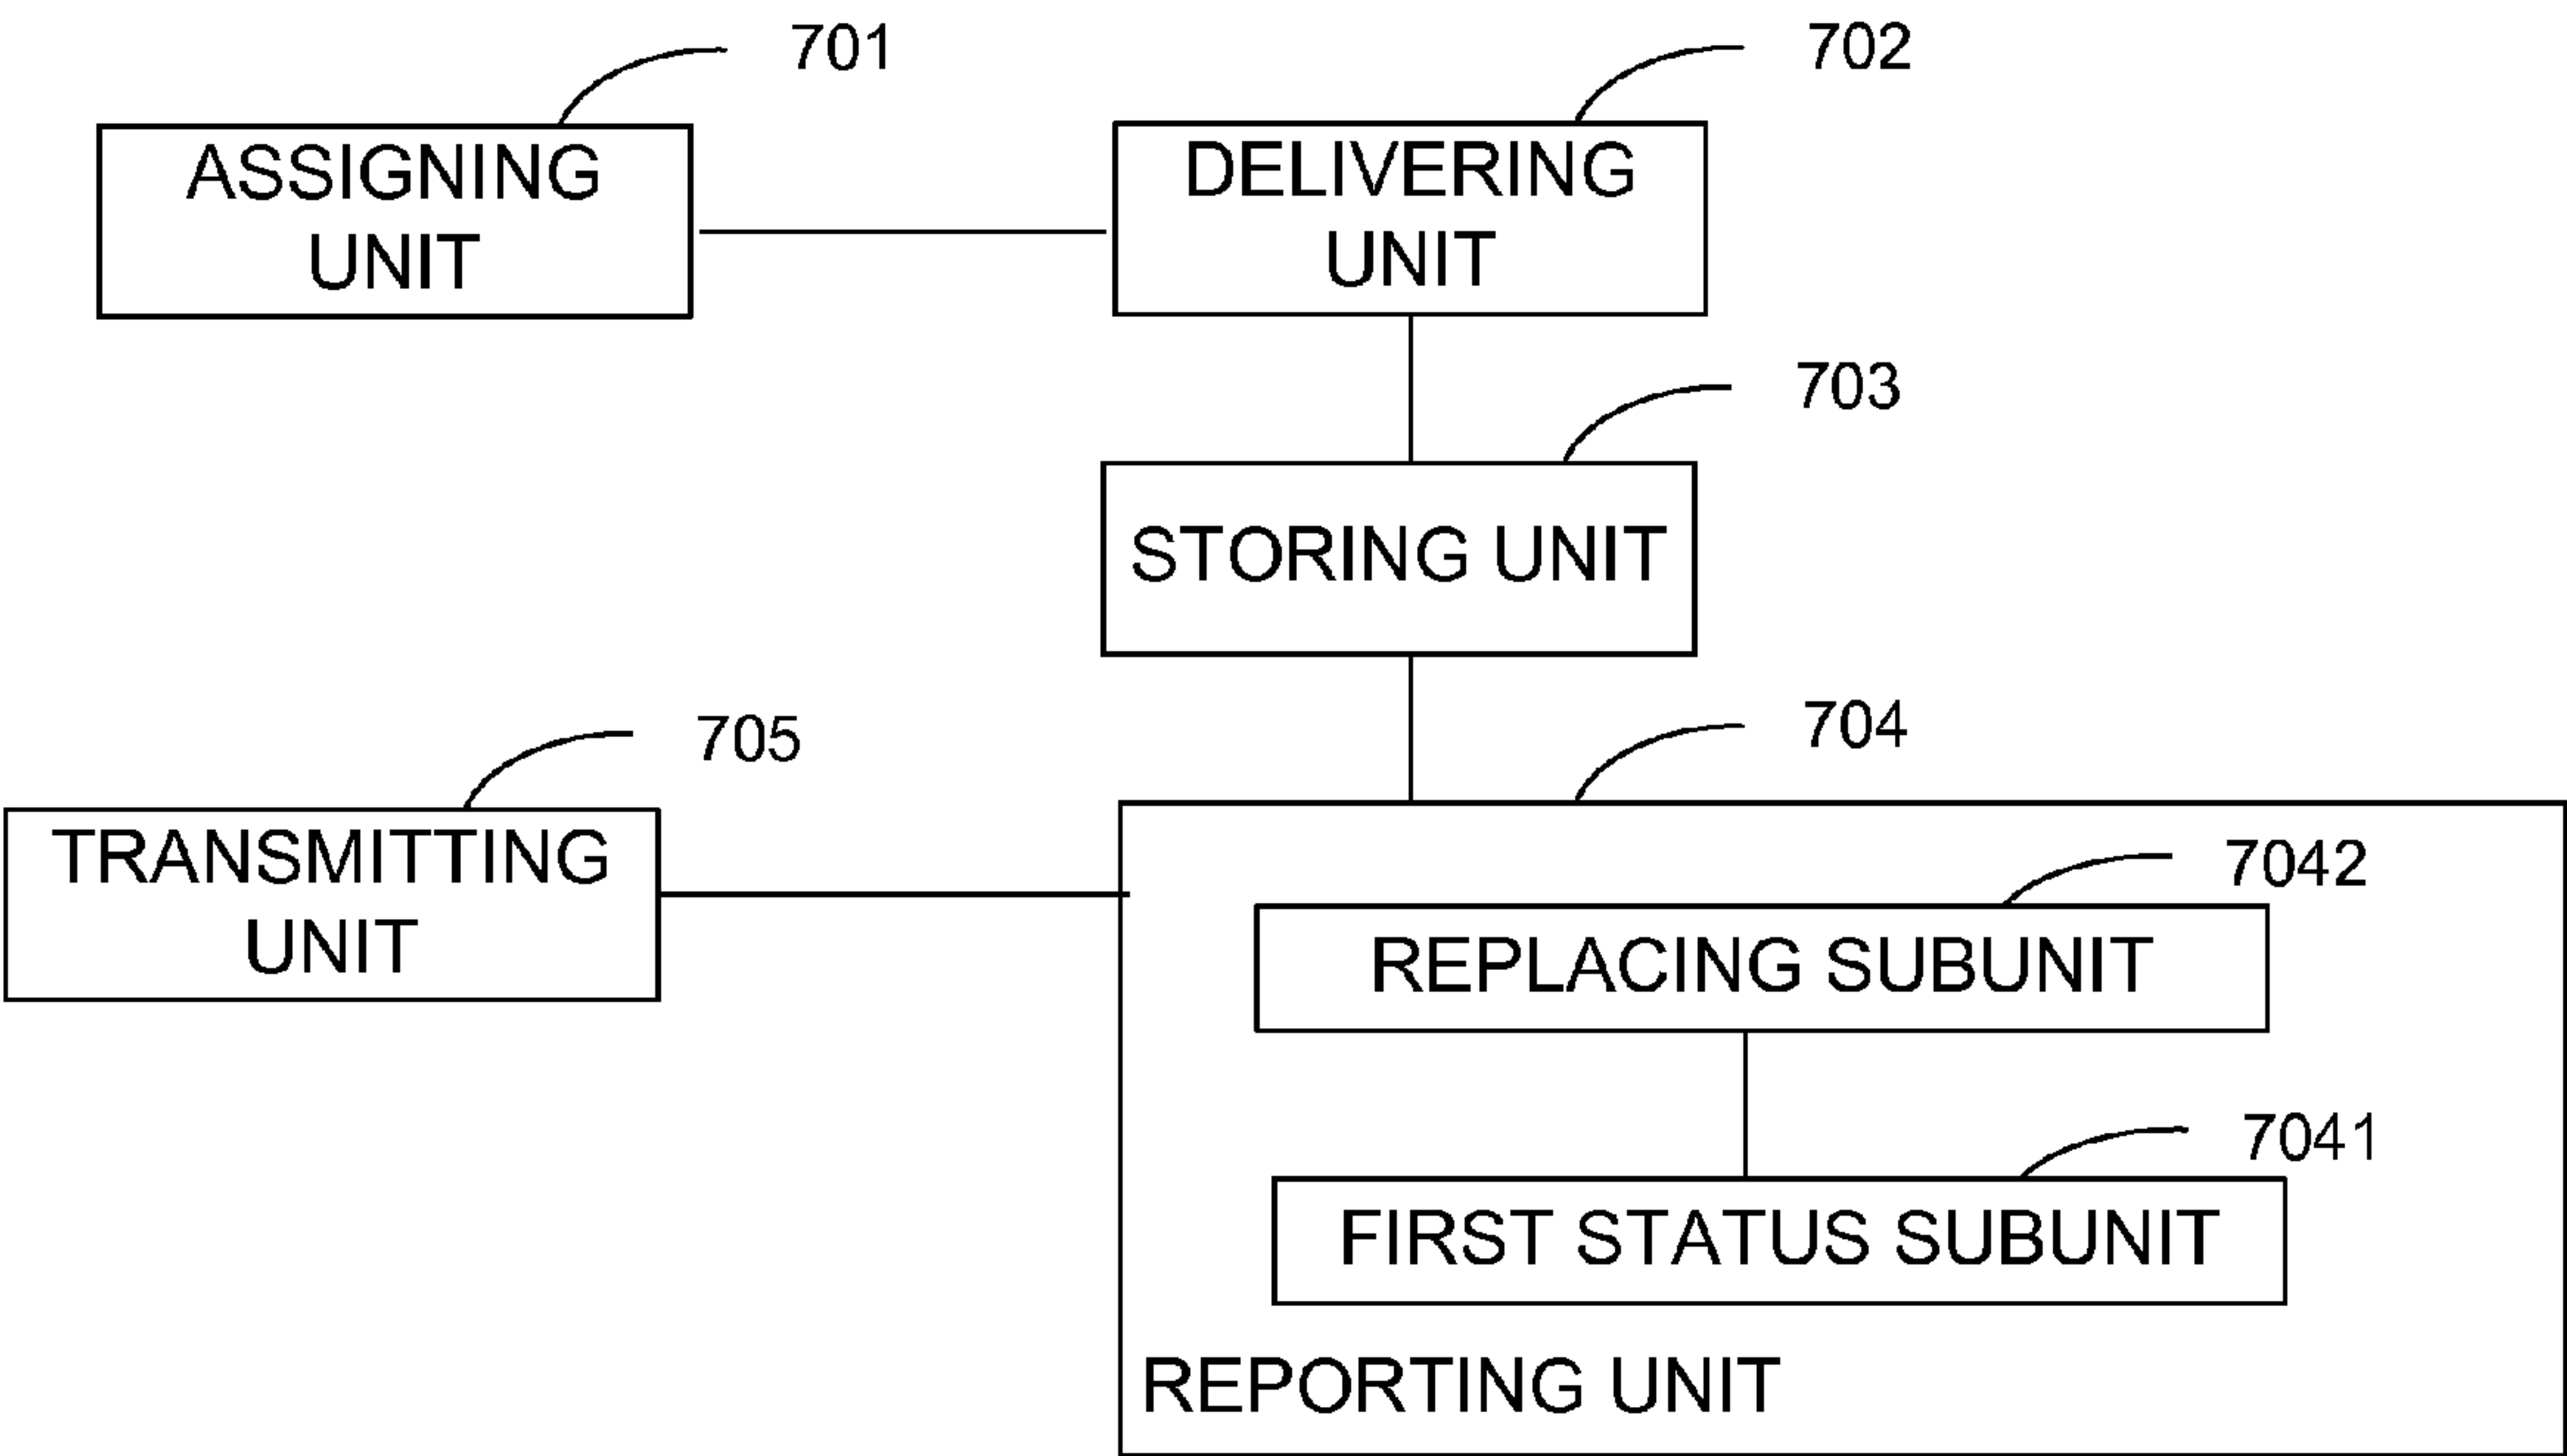 701
ASSIGNING
UNIT
702
DELIVERING
UNIT
703
STORING UNIT
705
TRANSMITTING
UNIT
704
7042
REPLACING SUBUNIT
7041
FIRST STATUS SUBUNIT
REPORTING UNIT